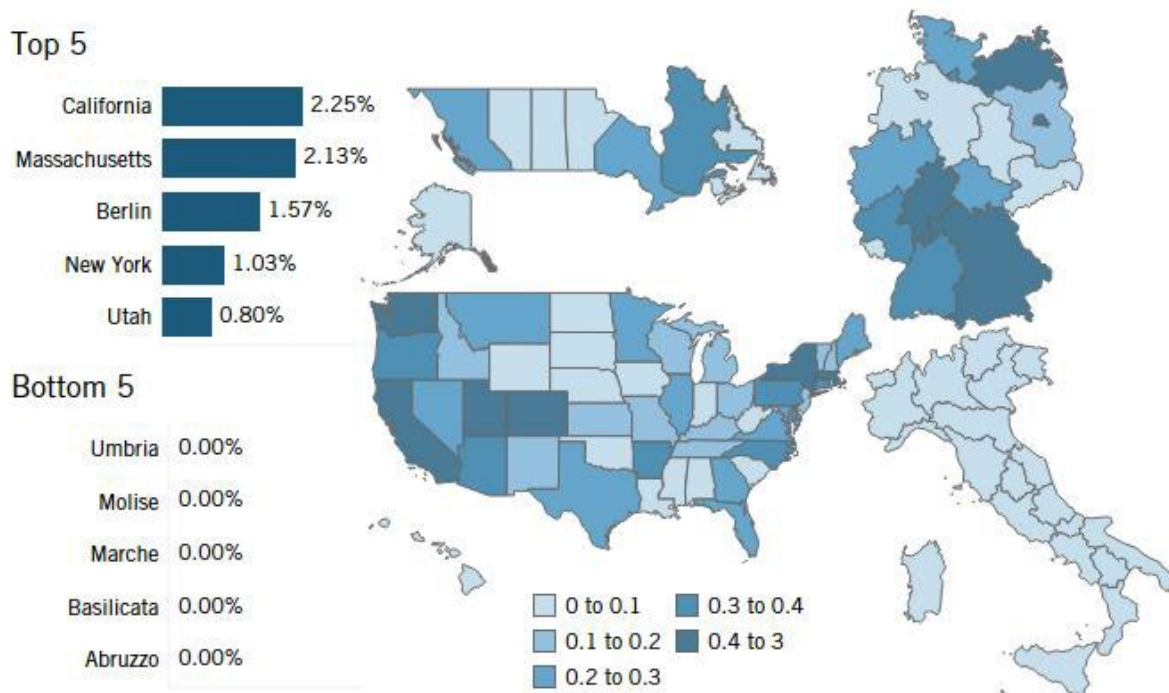 Top 5
California 2.25%
Massachusetts 2.13%
Berlin 1.57%
New York 1.03%
Utah 0.80%
Bottom 5
Umbria 0.00%
Molise 0.00%
Marche 0.00%
Basilicata 0.00%
Abruzzo 0.00%
0 to 0.1
0.1 to 0.2
0.2 to 0.3
0.3 to 0.4
0.4 to 3